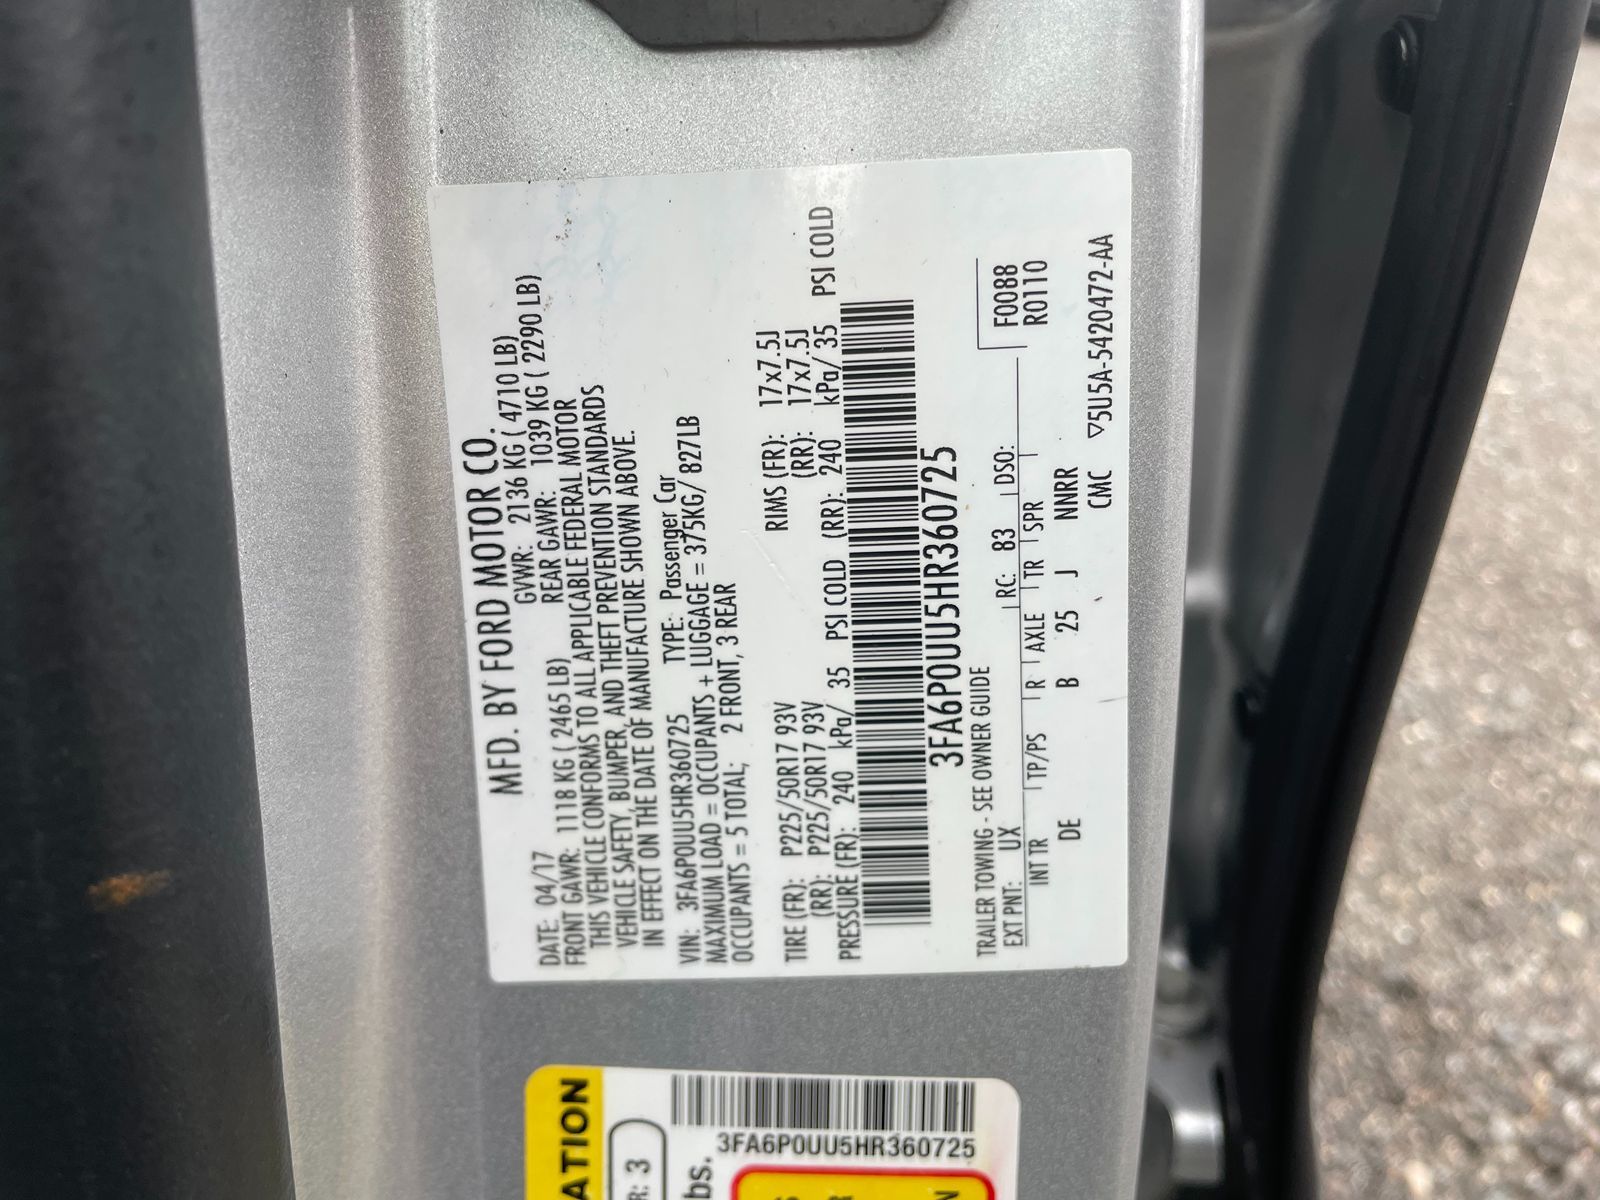 MFD. BY FORD MOTOR CO.
DATE: 04/17 GVWR: 2136 KG ( 4710 LB)
FRONT GAWR: 1118 KG ( 2465 LB) REAR GAWR: 1039 KG ( 2290 LB)
THIS VEHICLE CONFORMS TO ALL APPLICABLE FEDERAL MOTOR
VEHICLE SAFETY, BUMPER, AND THEFT PREVENTION STANDARDS
IN EFFECT ON THE DATE OF MANUFACTURE SHOWN ABOVE.
VIN: 3FA6P0UU5HR360725 TYPE: Passenger Car
MAXIMUM LOAD = OCCUPANTS + LUGGAGE = 375KG/ 827LB
OCCUPANTS = 5 TOTAL; 2 FRONT, 3 REAR
TIRE (FR): P225/50R17 93V RIMS (FR): 17x7.5J
(RR): P225/50R17 93V (RR): 17x7.5J
PRESSURE (FR): 240 kPa/ 35 PSI COLD (RR): 240 kPa/ 35 PSI COLD
3FA6P0UU5HR360725
TRAILER TOWING - SEE OWNER GUIDE
EXT PNT: UX RC: 83 DSO: F0088
INT TR TP/PS R AXLE TR SPR R0110
DE B 25 J NNRR
CMC ▽5U5A-5420472-AA
ATION
R: 3
bs.
3FA6P0UU5HR360725